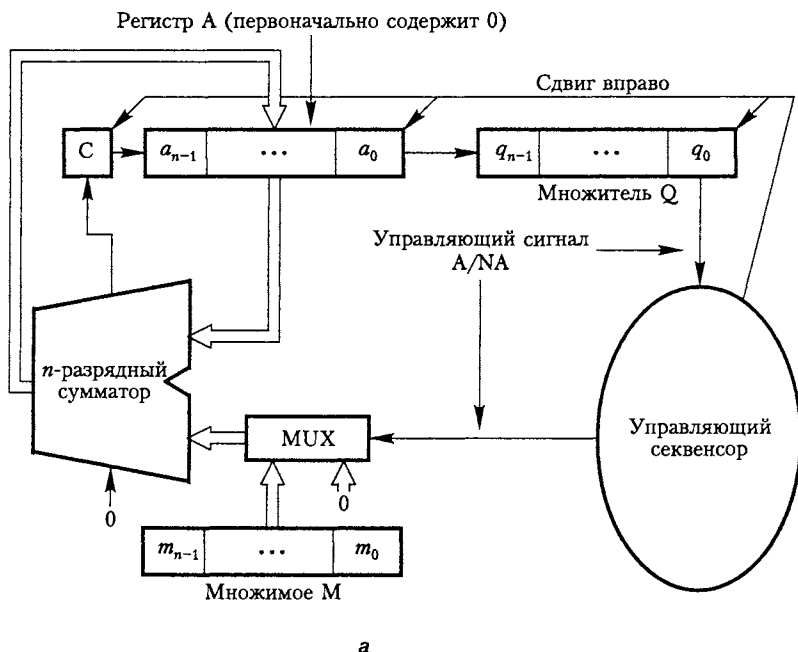 Регистр A (первоначально содержит 0)
Сдвиг вправо
C a_{n-1} ... a_0 q_{n-1} ... q_0
Множитель Q
Управляющий сигнал
A/NA
n-разрядный
сумматор
MUX
Управляющий
секвенсор
0
0
m_{n-1} ... m_0
Множимое M
а